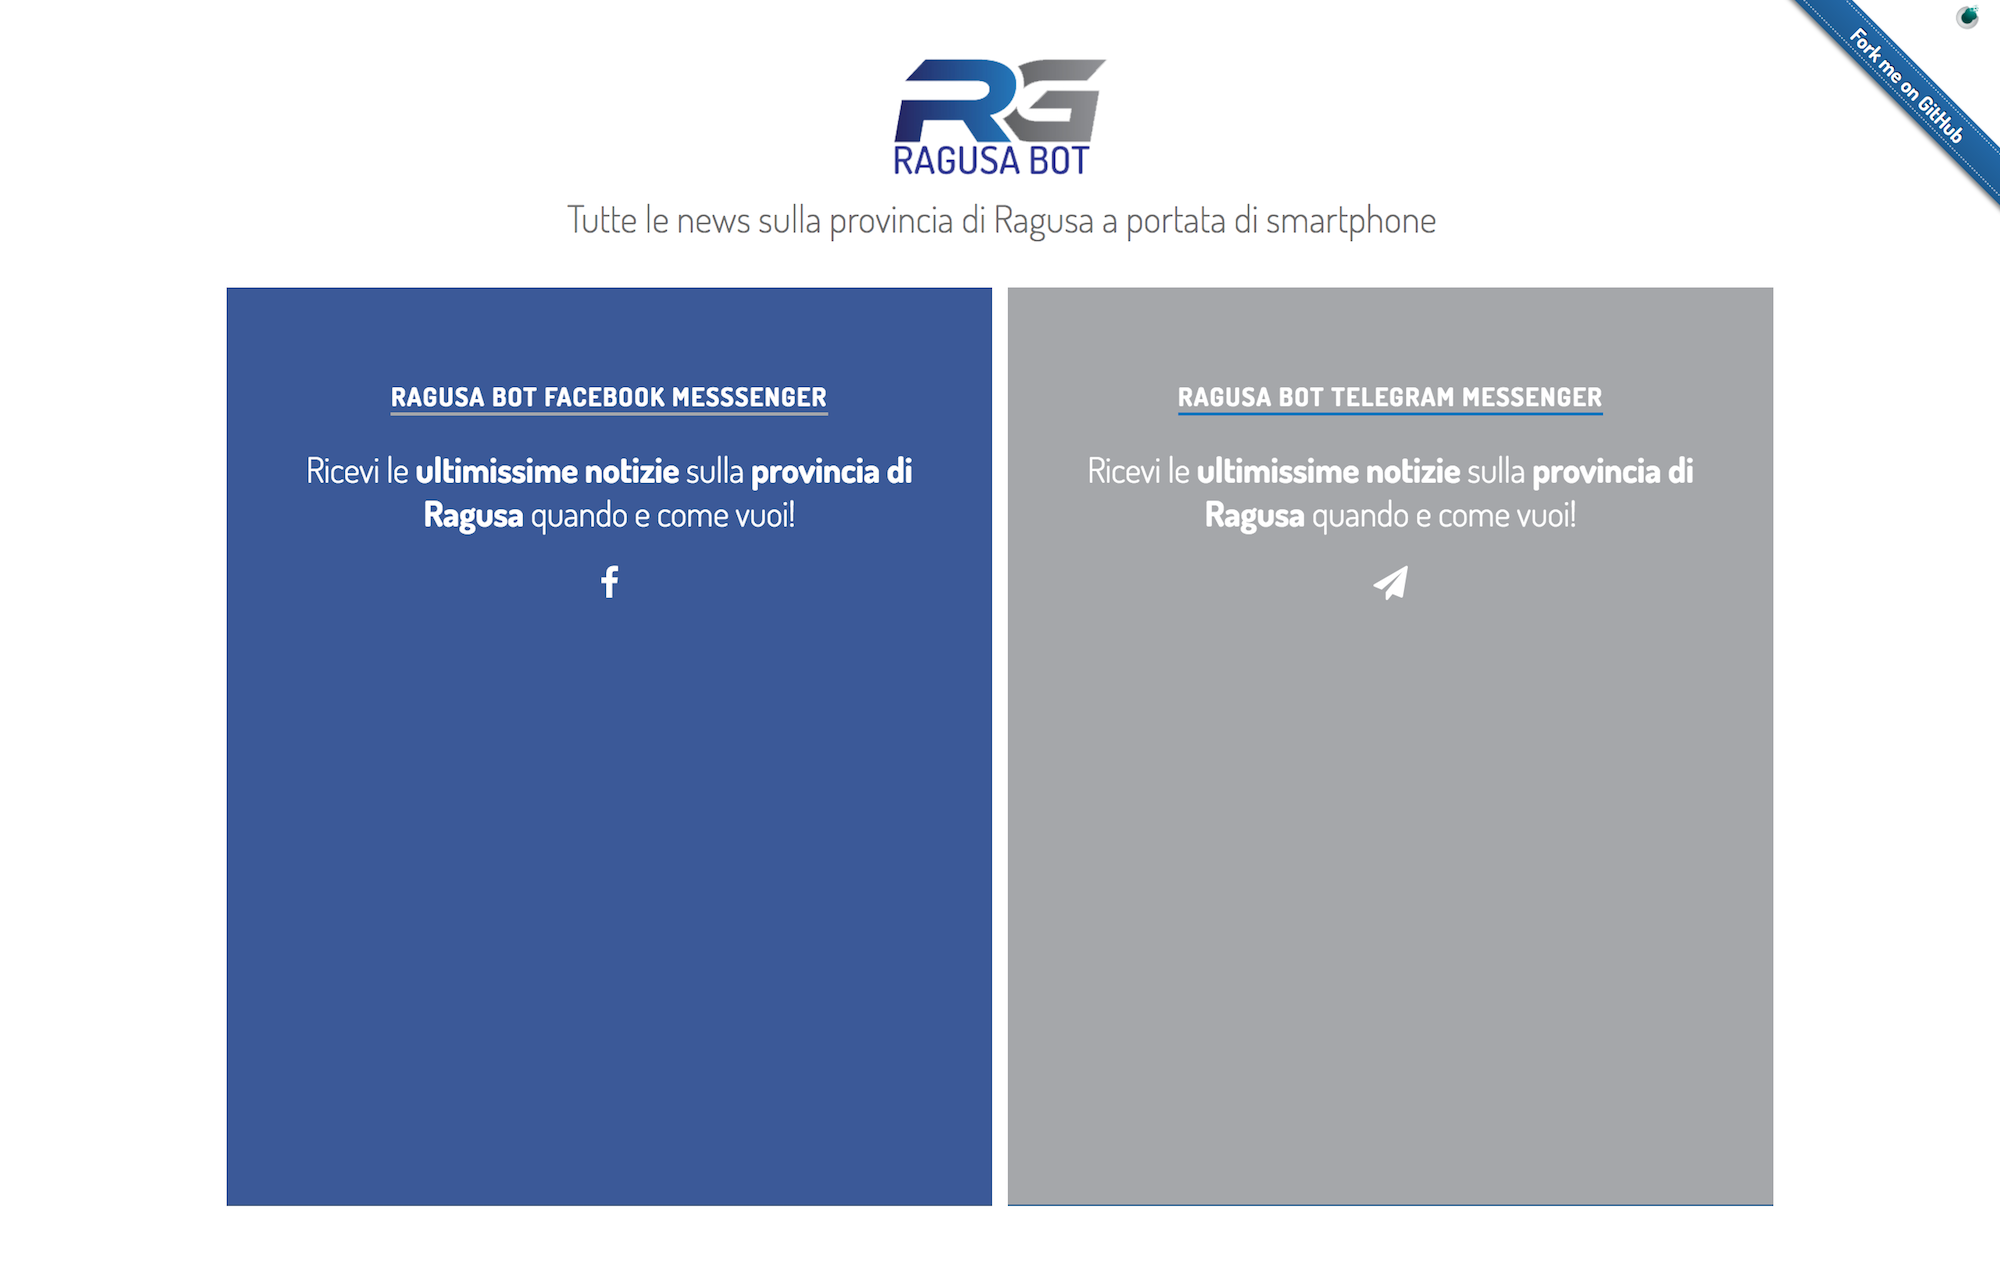 RG
RAGUSA BOT
Fork me on GitHub
Tutte le news sulla provincia di Ragusa a portata di smartphone
RAGUSA BOT FACEBOOK MESSSENGER
Ricevi le ultimissime notizie sulla provincia di
Ragusa quando e come vuoi!
RAGUSA BOT TELEGRAM MESSENGER
Ricevi le ultimissime notizie sulla provincia di
Ragusa quando e come vuoi!